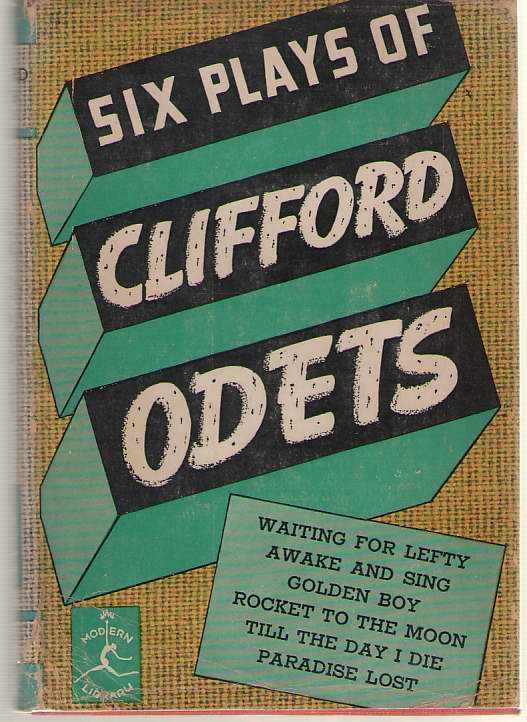 SIX PLAYS OF
CLIFFORD
ODETS
WAITING FOR LEFTY
AWAKE AND SING
GOLDEN BOY
ROCKET TO THE MOON
TILL THE DAY I DIE
PARADISE LOST
MODERN
LIBRARY